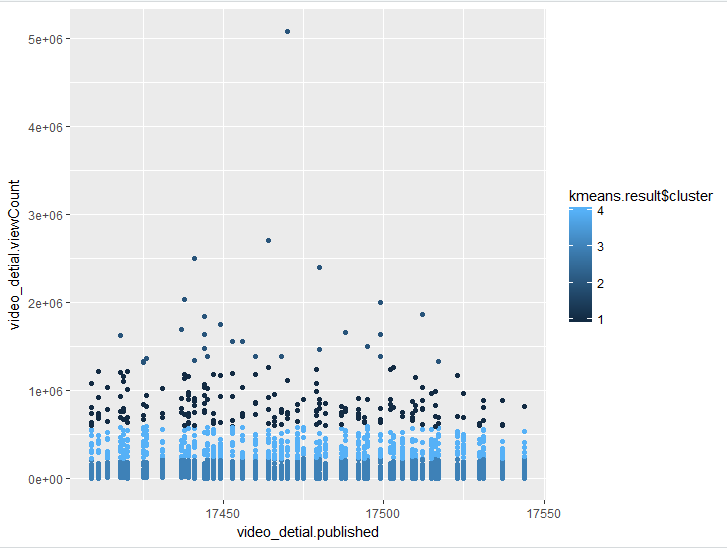 5e+06
4e+06
3e+06
2e+06
1e+06
0e+00
video_detial.viewCount
17450
17500
17550
video_detial.published
kmeans.result$cluster
4
3
2
1